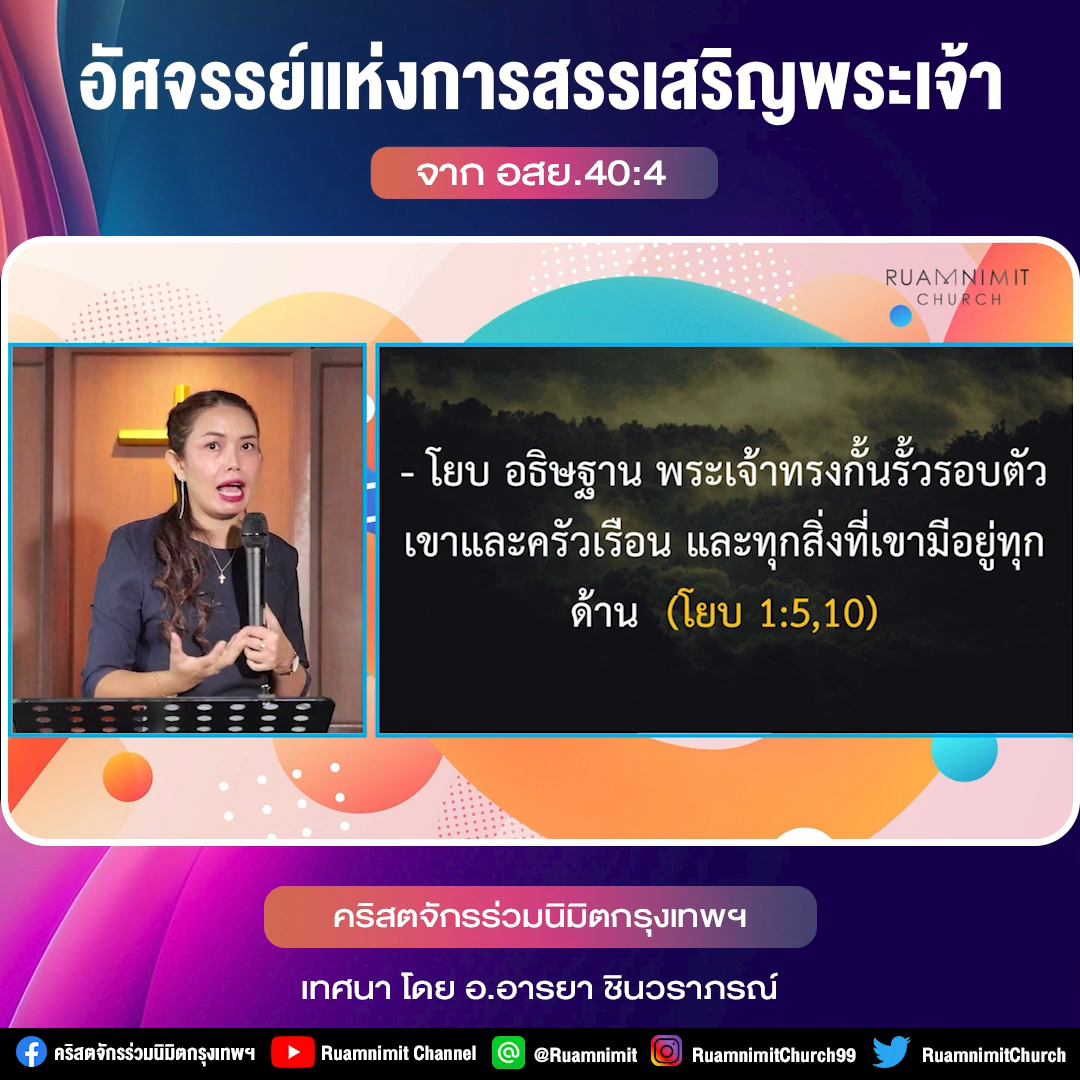 อัศจรรย์แห่งการสรรเสริญพระเจ้า
จาก อสย.40:4
RUAMNIMIT
CHURCH
- โยบ อธิษฐาน พระเจ้าทรงกั้นรั้วรอบตัว
เขาและครัวเรือน และทุกสิ่งที่เขามีอยู่ทุก
ด้าน (โยบ 1:5,10)
คริสตจักรร่วมนิมิตกรุงเทพฯ
เทศนา โดย อ.อารยา ชินวราภรณ์
คริสตจักรร่วมนิมิตกรุงเทพฯ Ruamnimit Channel @Ruamnimit RuamnimitChurch99 RuamnimitChurch